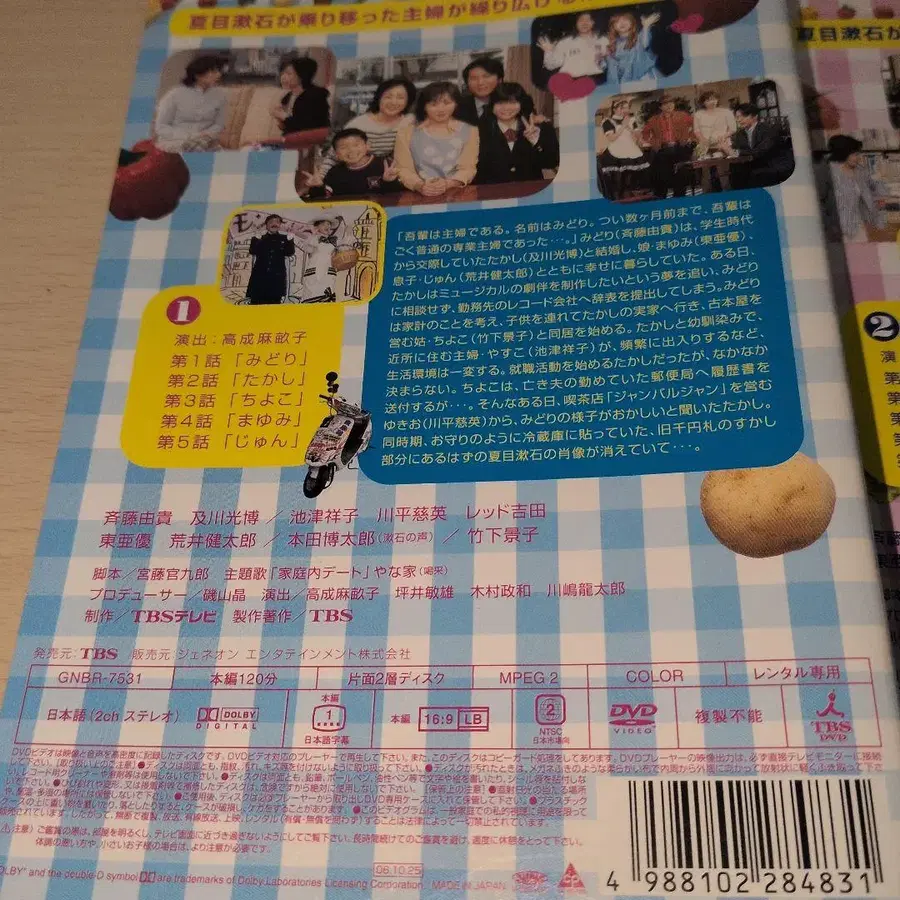 夏目漱石が乗り移った主婦が繰り広げる
夏目漱石が
「吾輩は主婦である。名前はみどり。つい数ヶ月前まで、吾輩は
ごく普通の専業主婦であった…。」みどり(斉藤由貴)は、学生時代
から交際していたたかし(及川光博)と結婚し、娘・まゆみ(東亜優)、
息子・じゅん(荒井健太郎)とともに幸せに暮らしていた。ある日、
たかしはミュージカルの劇伴を制作したいという夢を追い、みどり
に相談せず、勤務先のレコード会社へ辞表を提出してしまう。みどり
は家計のことを考え、子供を連れてたかしの実家へ行き、古本屋を
営む姑・ちよこ(竹下景子)と同居を始める。たかしと幼馴染みで、
近所に住む主婦・やすこ(池津祥子)が、頻繁に出入りするなど、
生活環境は一変する。就職活動を始めるたかしだったが、なかなか
決まらない。ちよこは、亡き夫の勤めていた郵便局へ履歴書を
送付するが…。そんなある日、喫茶店「ジャンバルジャン」を営む
ゆきお(川平慈英)から、みどりの様子がおかしいと聞いたたかし。
同時期、お守りのように冷蔵庫に貼っていた、旧千円札のすかし
部分にあるはずの夏目漱石の肖像が消えていて…。
1
演出:高成麻畝子
第1話「みどり」
第2話「たかし」
第3話「ちよこ」
第4話「まゆみ」
第5話「じゅん」
2
斉藤由貴 及川光博/池津祥子 川平慈英 レッド吉田
東亜優 荒井健太郎/本田博太郎(漱石の声)/竹下景子
脚本/宮藤官九郎 主題歌「家庭内デート」やな家(喝采)
プロデューサー/磯山晶 演出/高成麻畝子 坪井敏雄 木村政和 川嶋龍太郎
制作/TBSテレビ 製作著作/TBS
発売元:TBS 販売元:ジェネオン エンタテインメント株式会社
GNBR-7531 本編120分 片面2層ディスク MPEG 2 COLOR レンタル専用
日本語(2ch ステレオ) DOLBY DIGITAL 本編 1 日本語字幕 本編 16:9 LB 2 NTSC 日本市場向 DVD VIDEO 複製不能 TBS DVD
DOLBY and the double-D symbol are trademarks of Dolby Laboratories Licensing Corporation. 06.10.25 MADE IN JAPAN
4 988102 284831